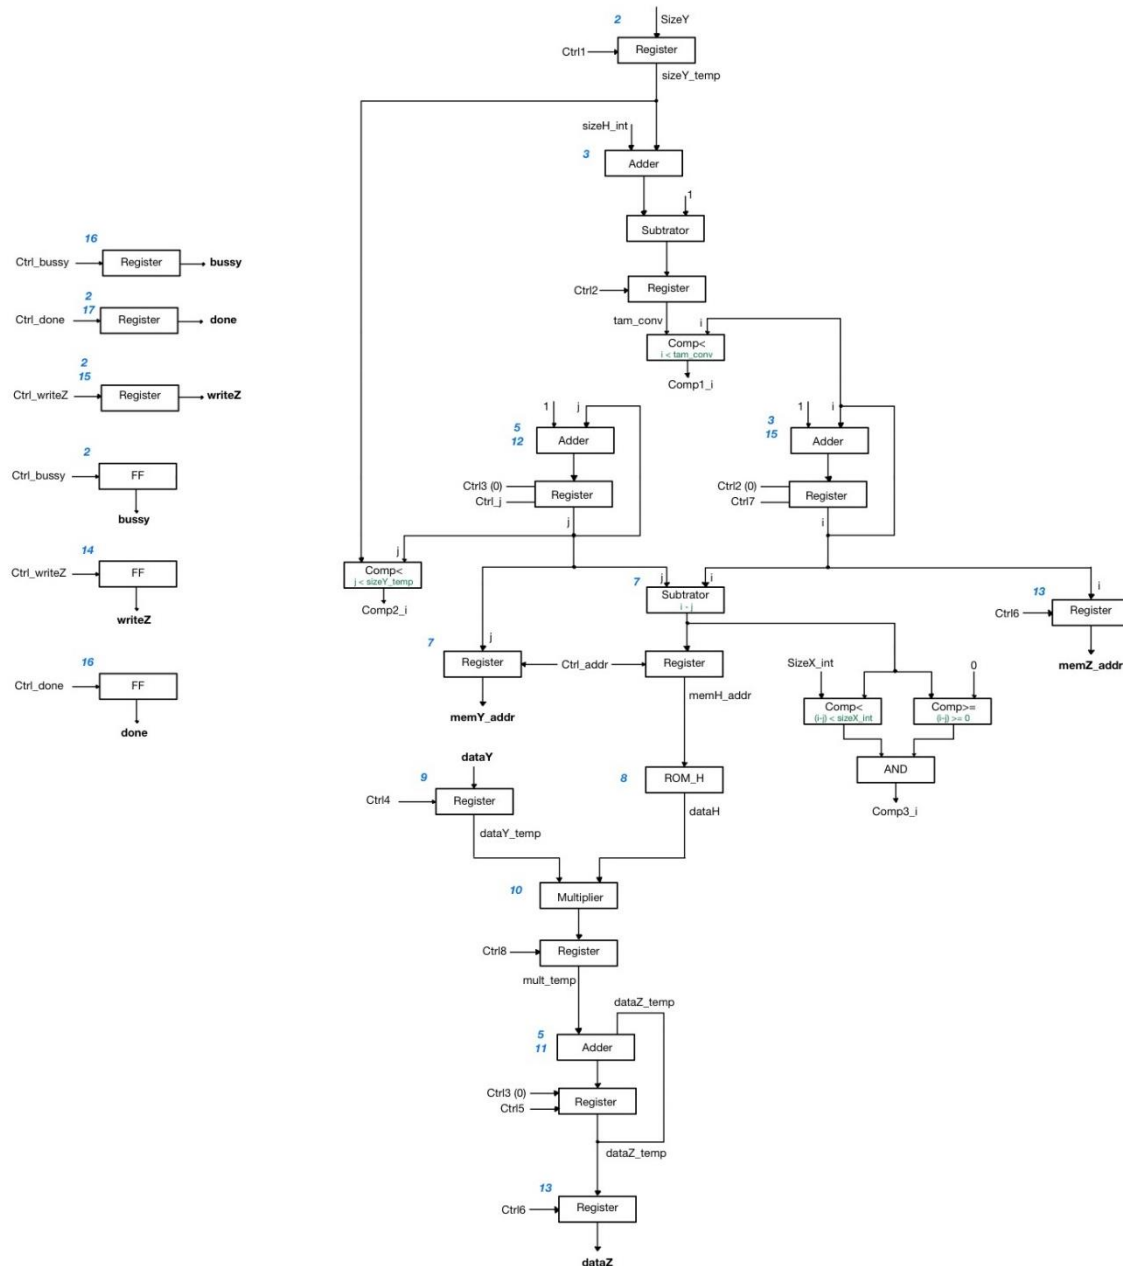 2
SizeY
Ctrl1
Register
sizeY_temp
sizeH_int
3
Adder
1
Subtrator
Ctrl2
Register
tam_conv
i
Comp<
i < tam_conv
Comp1_i
16
Ctrl_bussy
Register
bussy
2
17
Ctrl_done
Register
done
2
15
Ctrl_writeZ
Register
writeZ
2
Ctrl_bussy
FF
bussy
14
Ctrl_writeZ
FF
writeZ
16
Ctrl_done
FF
done
1
j
5
12
Adder
Ctrl3 (0)
Ctrl_j
Register
j
1
i
3
15
Adder
Ctrl2 (0)
Ctrl7
Register
i
j
Comp<
j < sizeY_temp
Comp2_i
7
j
i
Subtrator
i - j
i
13
Ctrl6
Register
memZ_addr
j
7
Register
memY_addr
Ctrl_addr
Register
memH_addr
SizeX_int
0
Comp<
(i-j) < sizeX_int
Comp>=
(i-j) >= 0
AND
Comp3_i
dataY
9
Ctrl4
Register
dataY_temp
8
ROM_H
dataH
10
Multiplier
Ctrl8
Register
mult_temp
dataZ_temp
5
11
Adder
Ctrl3 (0)
Ctrl5
Register
dataZ_temp
13
Ctrl6
Register
dataZ